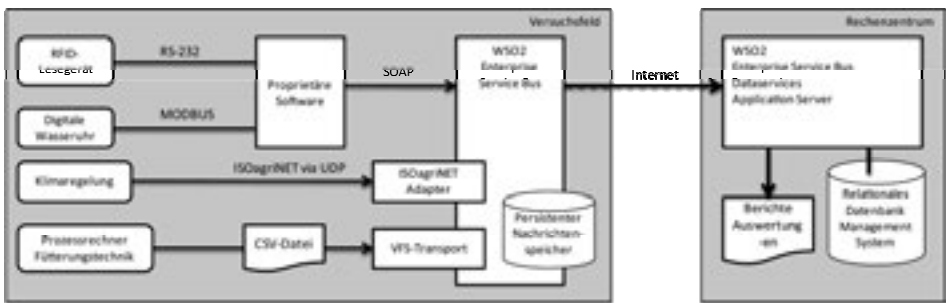 Versuchsfeld
RFID-
Lesegerät
RS-232
Digitale
Wasseruhr
MODBUS
Proprietäre
Software
SOAP
WSO2
Enterprise
Service Bus
Klimaregelung
ISOagriNET via UDP
ISOagriNET
Adapter
Prozessrechner
Fütterungstechnik
CSV-Datei
VFS-Transport
Persistenter
Nachrichten-
speicher
Internet
Rechenzentrum
WSO2
Enterprise Service Bus
Dataservices
Application Server
Berichte
Auswertung
-en
Relationales
Datenbank
Management
System